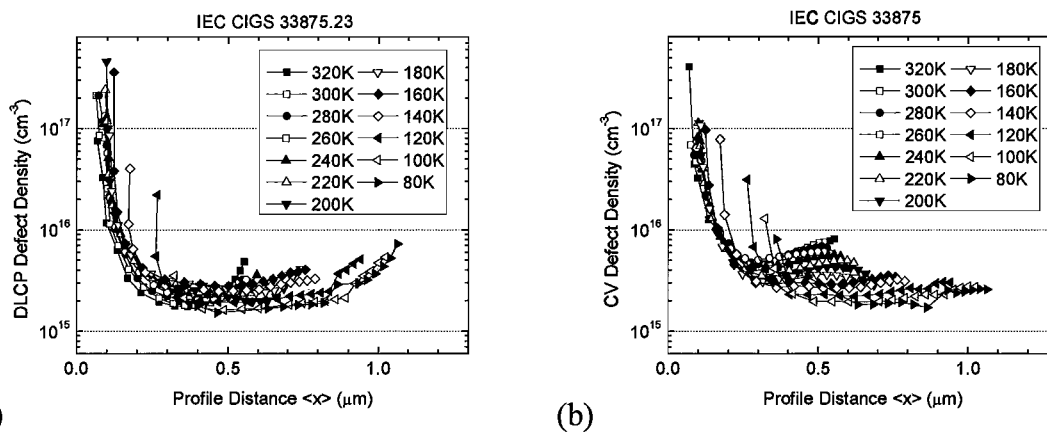 IEC CIGS 33875.23
DLCP Defect Density (cm⁻³)
10¹⁷
10¹⁶
10¹⁵
320K
300K
280K
260K
240K
220K
200K
180K
160K
140K
120K
100K
80K
0.0 0.5 1.0
Profile Distance <x> (μm)
)
IEC CIGS 33875
CV Defect Density (cm⁻³)
10¹⁷
10¹⁶
10¹⁵
320K
300K
280K
260K
240K
220K
200K
180K
160K
140K
120K
100K
80K
0.0 0.5 1.0
Profile Distance <x> (μm)
(b)